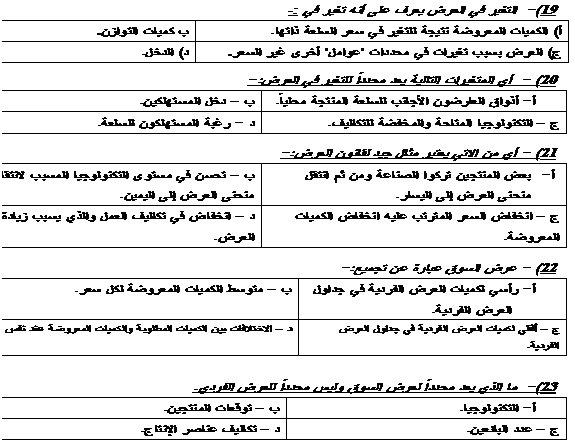 19)- التغير في العرض يعرف على أنه تغير في :-
أ) الكميات المعروضة نتيجة للتغير في سعر السلعة ذاتها.
ب كميات التوازن.
ج) العرض بسبب تغيرات في محددات "عوامل" أخرى غير السعر.
د) الدخل.
20)- أي المتغيرات التالية يعد محدداً للتغير في العرض:-
أ- أذواق العارضون الأجانب للسلعة المنتجة محلياً.
ب – دخل المستهلكين.
ج – التكنولوجيا المتاحة والمخفضة للتكاليف.
د – رغبة المستهلكون للسلعة.
21)- أي من الآتي يعتبر مثال جيد لقانون العرض:-
أ- بعض المنتجين تركوا الصناعة ومن ثم انتقل
منحنى العرض إلى اليسار.
ب – تحسن في مستوى التكنولوجيا المسبب لانتقا
منحنى العرض إلى اليمين.
ج – انخفاض السعر المترتب عليه انخفاض الكميات
المعروضة.
د – انخفاض في تكاليف العمل والذي يسبب زيادة
العرض.
22) – عرض السوق عبارة عن تجميع:-
أ- رأسي لكميات العرض الفردية في جداول
العرض الفردية.
ب – متوسط الكميات المعروضة لكل سعر.
ج – أفقي لكميات العرض الفردية في جداول العرض
الفردية.
د – الاختلافات بين الكميات المطلوبة والكميات المعروضة عند نفس
23)- ما الذي يعد محدداً لعرض السوق وليس محدداً للعرض الفردي.
أ- التكنولوجيا.
ب – توقعات المنتجين.
ج – عدد البائعين.
د – تكاليف عناصر الإنتاج.